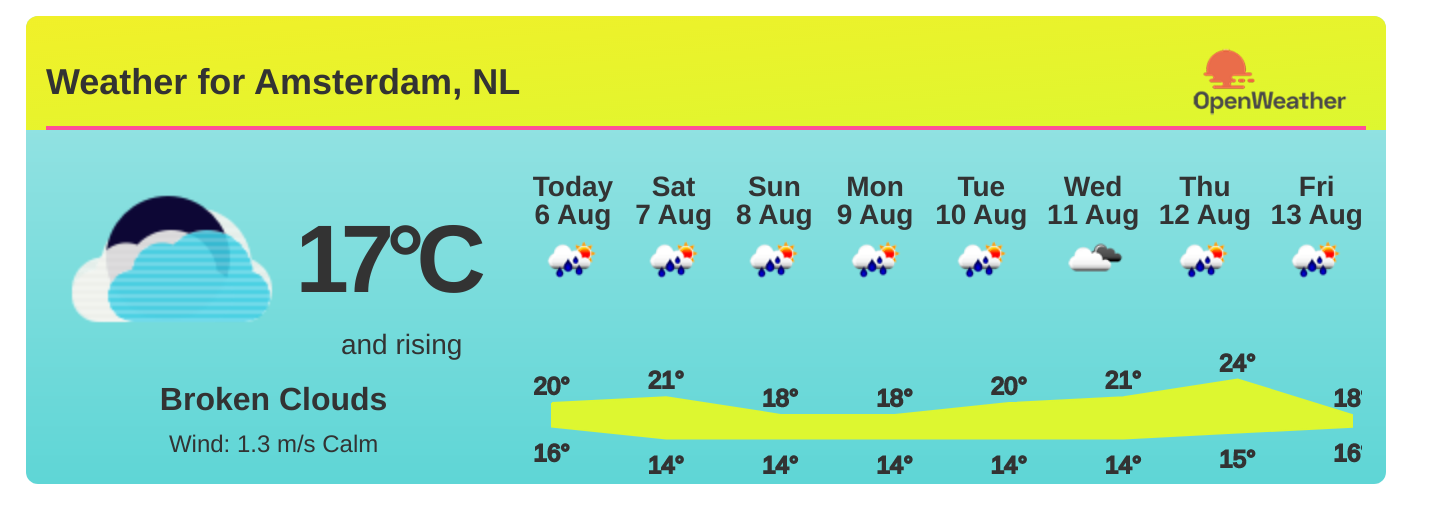 Weather for Amsterdam, NL
OpenWeather
17°C
and rising
Broken Clouds
Wind: 1.3 m/s Calm
Today Sat Sun Mon Tue Wed Thu Fri
6 Aug 7 Aug 8 Aug 9 Aug 10 Aug 11 Aug 12 Aug 13 Aug
20° 21° 18° 18° 20° 21° 24° 18°
16° 14° 14° 14° 14° 14° 15° 16°